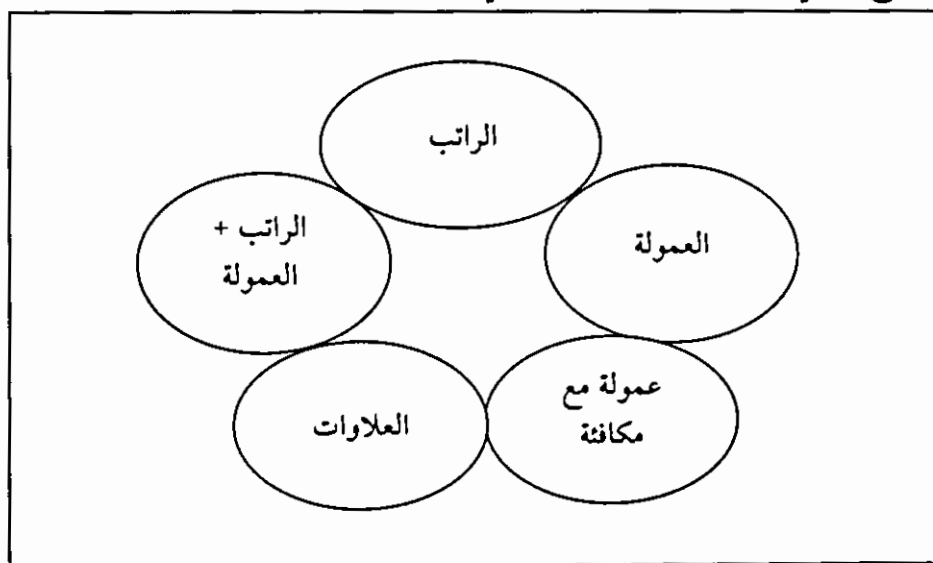 الراتب
العمولة
الراتب +
العمولة
عمولة مع
مكافئة
العلاوات